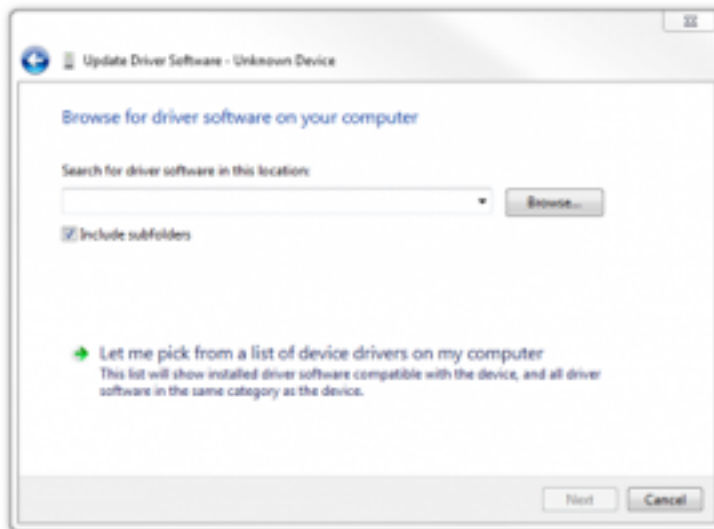 Update Driver Software - Unknown Device
Browse for driver software on your computer
Search for driver software in this location:
Browse...
Include subfolders
Let me pick from a list of device drivers on my computer
This list will show installed driver software compatible with the device, and all driver
software in the same category as the device.
Next
Cancel